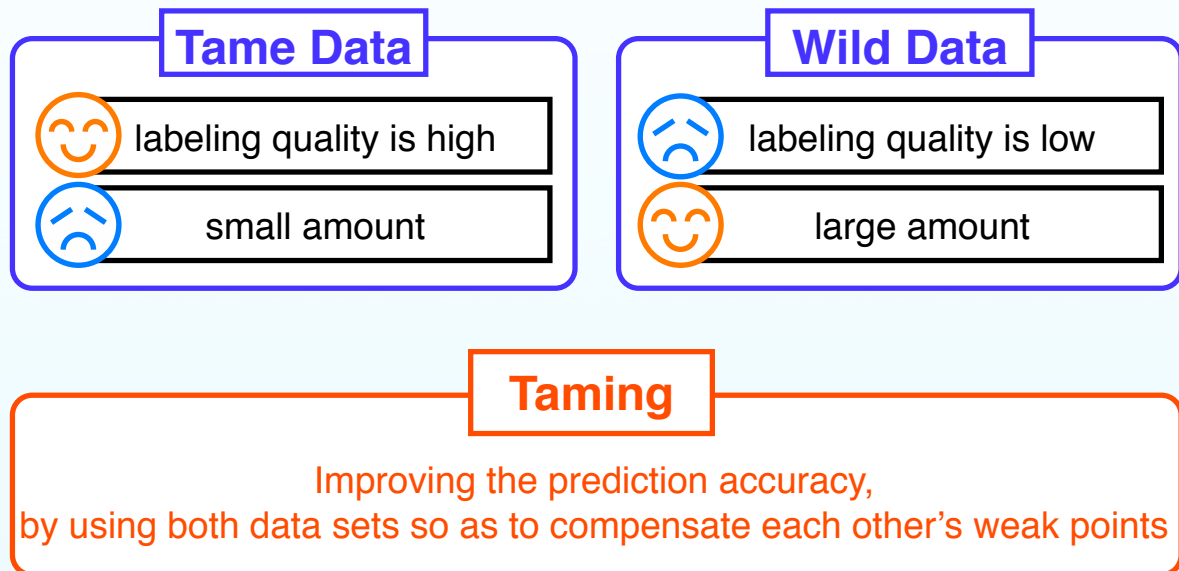 Tame Data
labeling quality is high
small amount
Wild Data
labeling quality is low
large amount
Taming
Improving the prediction accuracy,
by using both data sets so as to compensate each other's weak points